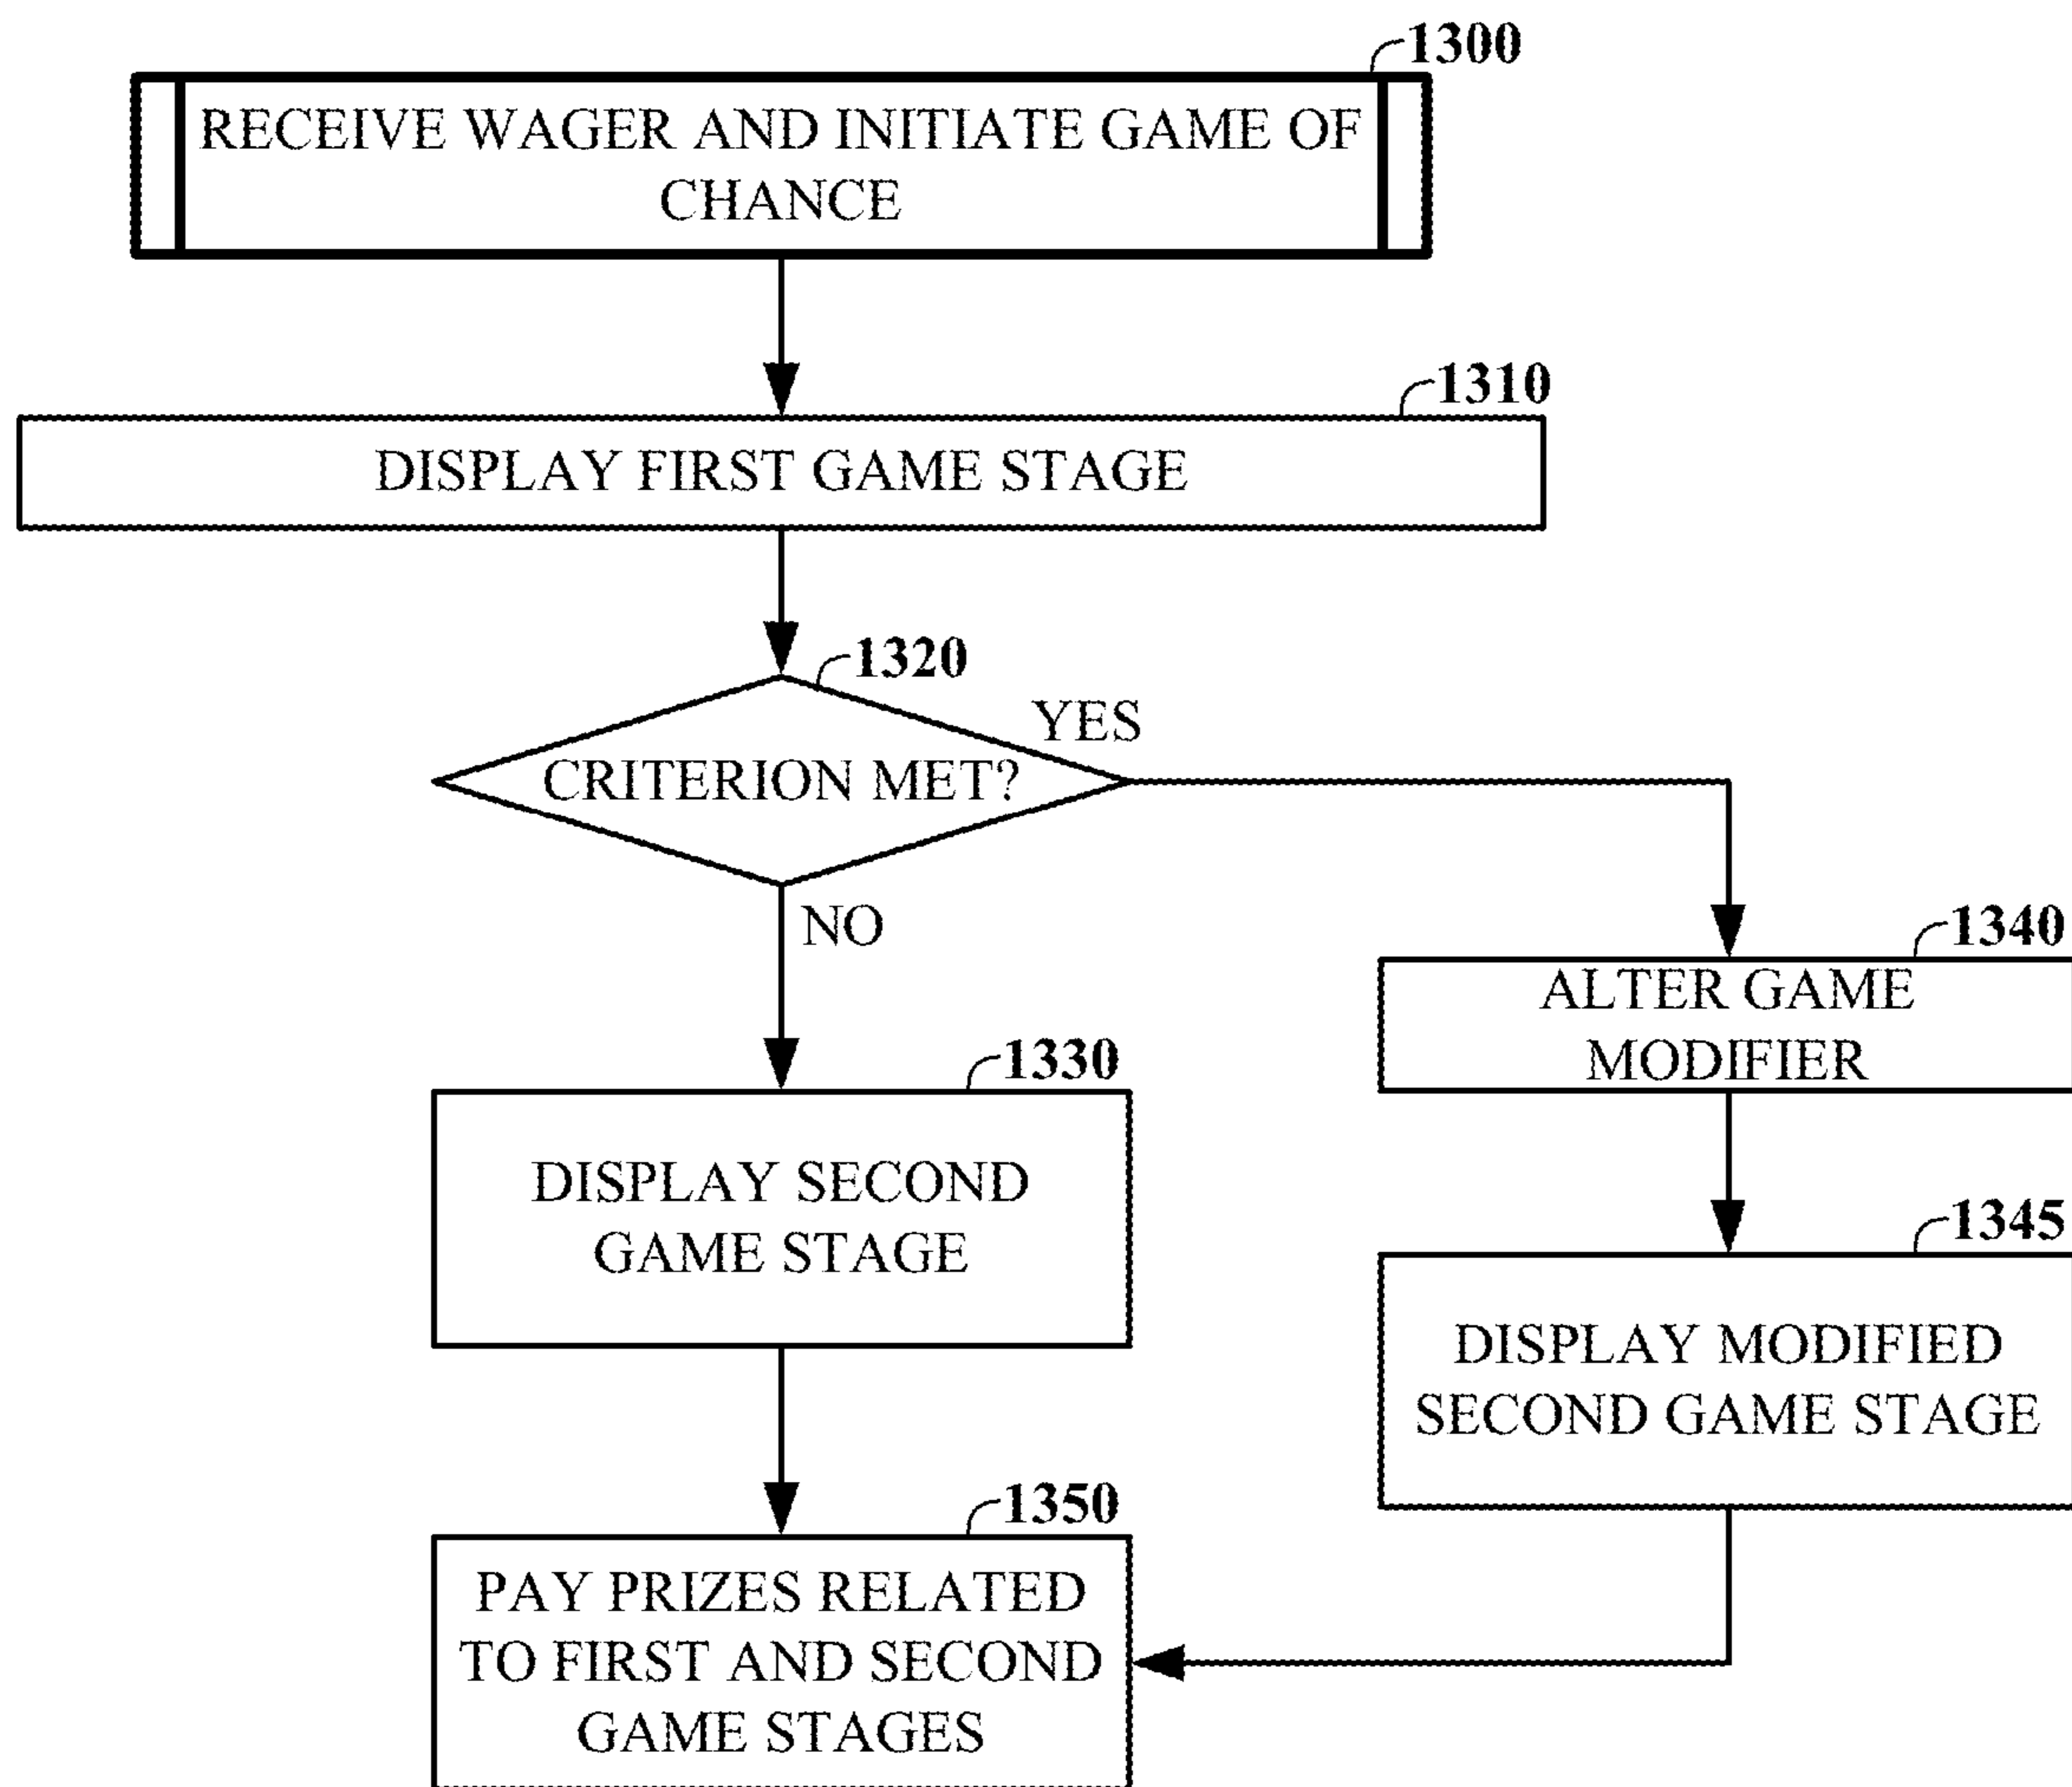 1300
RECEIVE WAGER AND INITIATE GAME OF
CHANCE
1310
DISPLAY FIRST GAME STAGE
1320
YES
CRITERION MET?
NO
1340
ALTER GAME
MODIFIER
1330
DISPLAY SECOND
GAME STAGE
1345
DISPLAY MODIFIED
SECOND GAME STAGE
1350
PAY PRIZES RELATED
TO FIRST AND SECOND
GAME STAGES